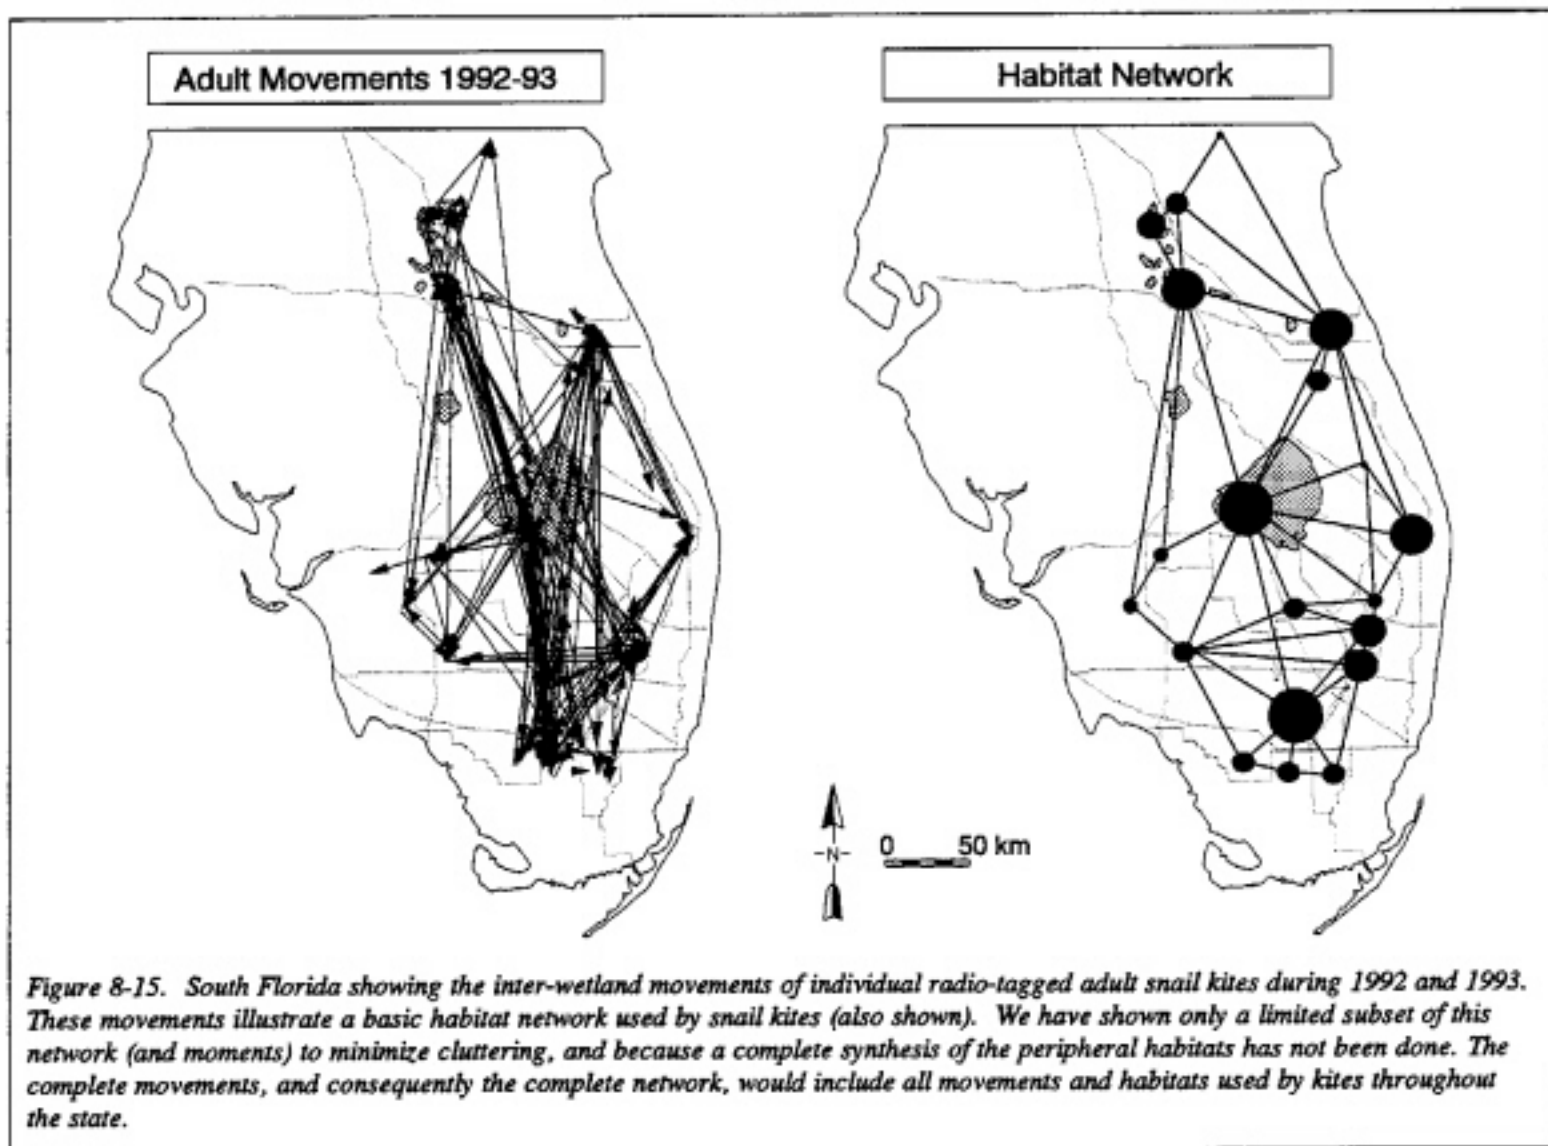 Adult Movements 1992-93
Habitat Network
-N-
0 50 km
Figure 8-15. South Florida showing the inter-wetland movements of individual radio-tagged adult snail kites during 1992 and 1993.
These movements illustrate a basic habitat network used by snail kites (also shown). We have shown only a limited subset of this
network (and moments) to minimize cluttering, and because a complete synthesis of the peripheral habitats has not been done. The
complete movements, and consequently the complete network, would include all movements and habitats used by kites throughout
the state.